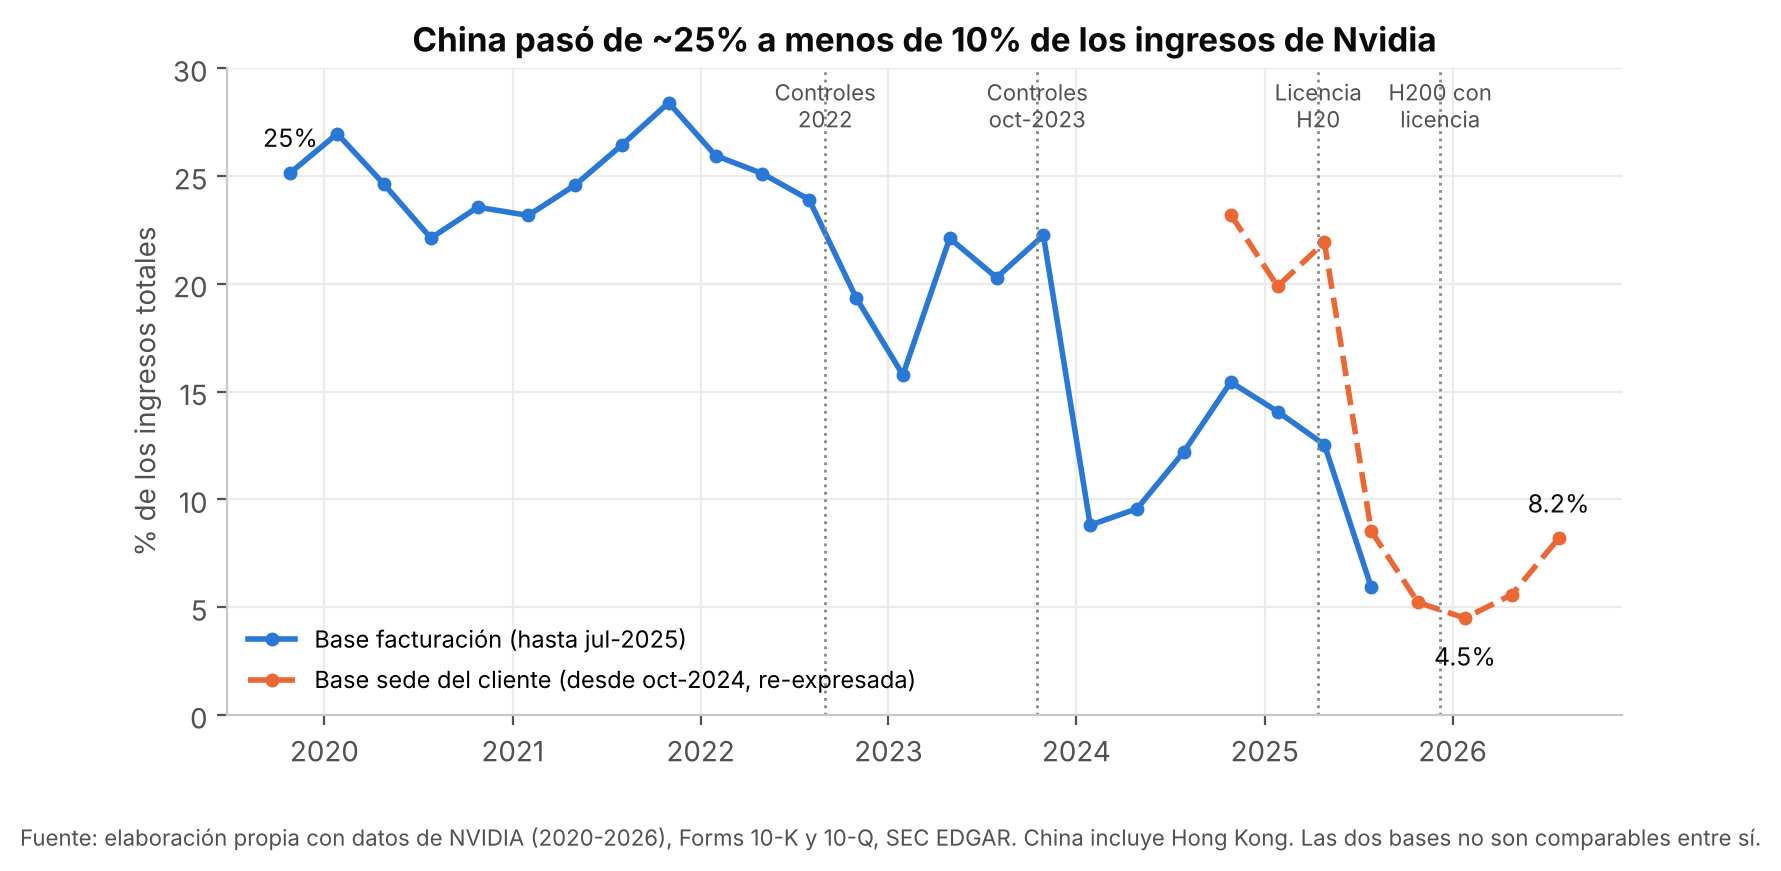 China pasó de ~25% a menos de 10% de los ingresos de Nvidia
% de los ingresos totales
30
25
20
15
10
5
0
Controles
2022
Controles
oct-2023
Licencia
H20
H200 con
licencia
25%
8.2%
4.5%
Base facturación (hasta jul-2025)
Base sede del cliente (desde oct-2024, re-expresada)
2020
2021
2022
2023
2024
2025
2026
Fuente: elaboración propia con datos de NVIDIA (2020-2026), Forms 10-K y 10-Q, SEC EDGAR. China incluye Hong Kong. Las dos bases no son comparables entre sí.